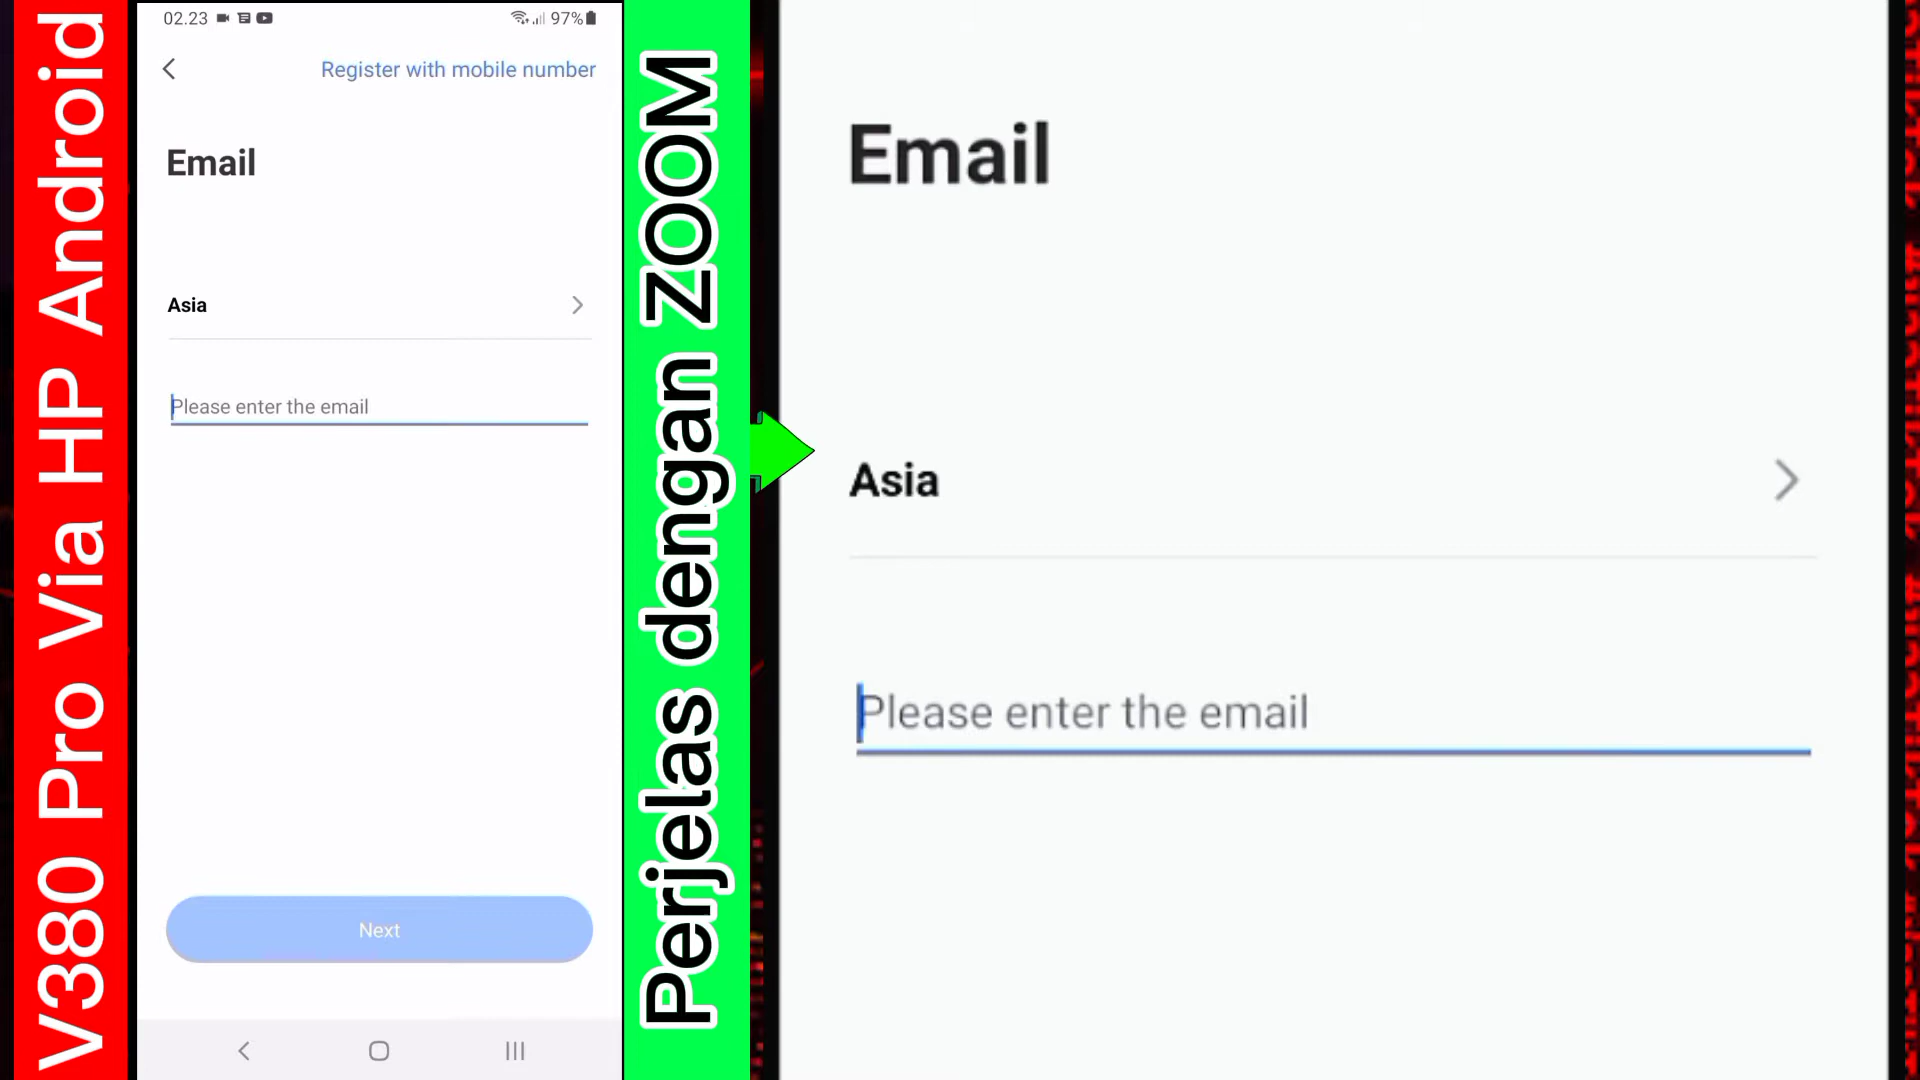 V380 Pro Via HP Android
02.23
97%
Register with mobile number
Email
Asia
Please enter the email
Next
Perjelas dengan ZOOM
Email
Asia
Please enter the email